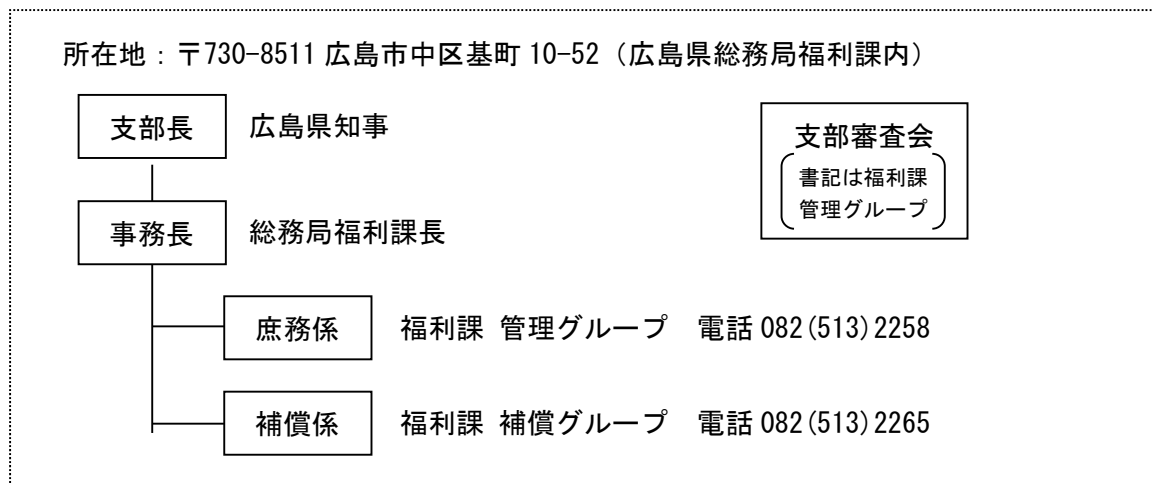 所在地：〒730-8511 広島市中区基町 10-52（広島県総務局福利課内）
支部長 広島県知事
支部審査会
書記は福利課
管理グループ
事務長 総務局福利課長
庶務係 福利課 管理グループ 電話 082(513)2258
補償係 福利課 補償グループ 電話 082(513)2265